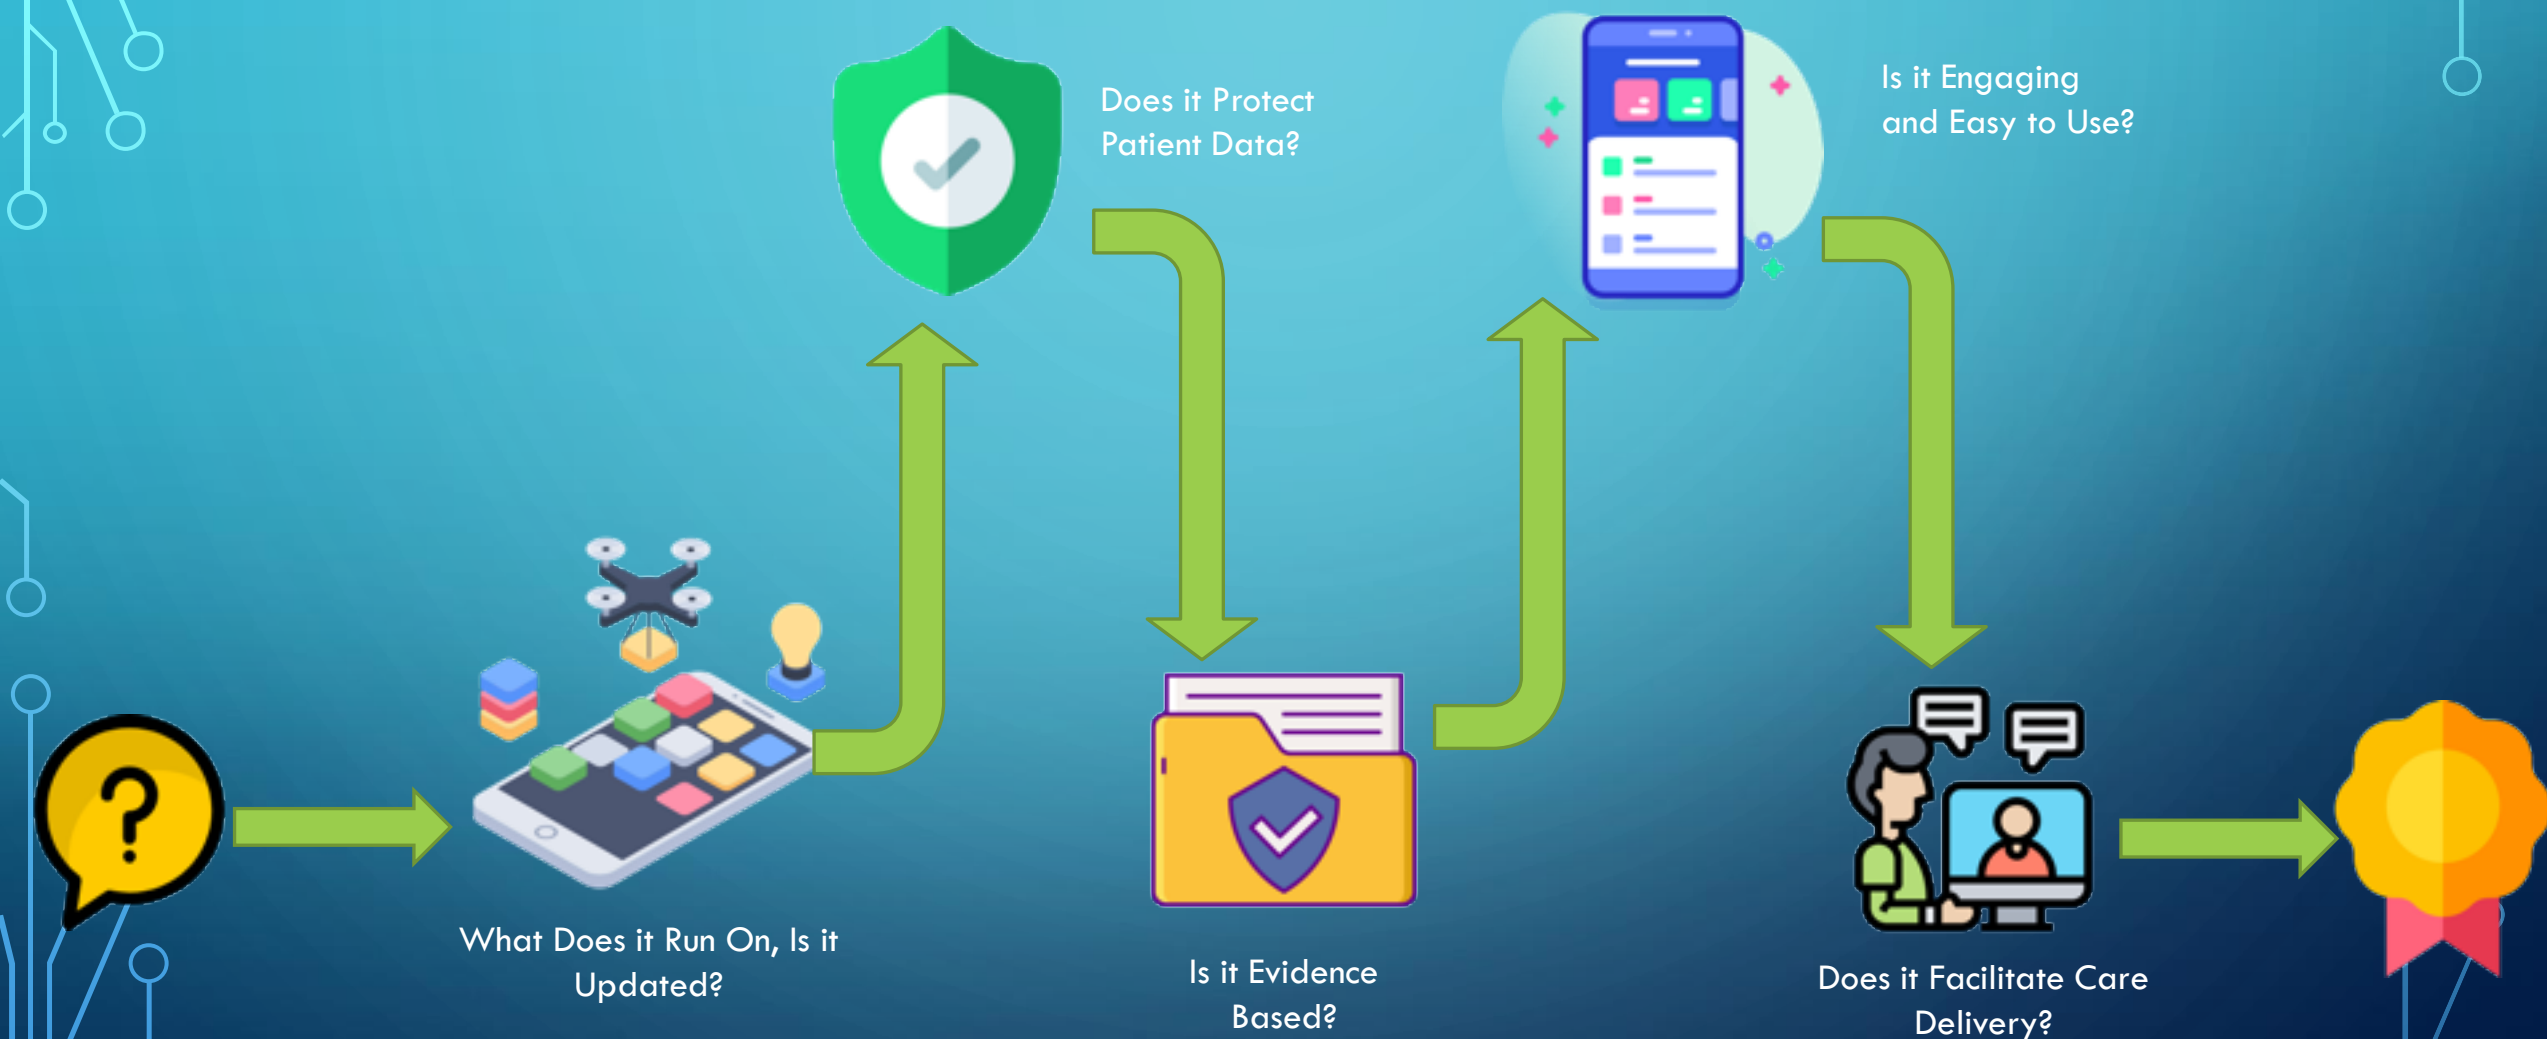 What Does it Run On, Is it
Updated?
Does it Protect
Patient Data?
Is it Evidence
Based?
Is it Engaging
and Easy to Use?
Does it Facilitate Care
Delivery?
?